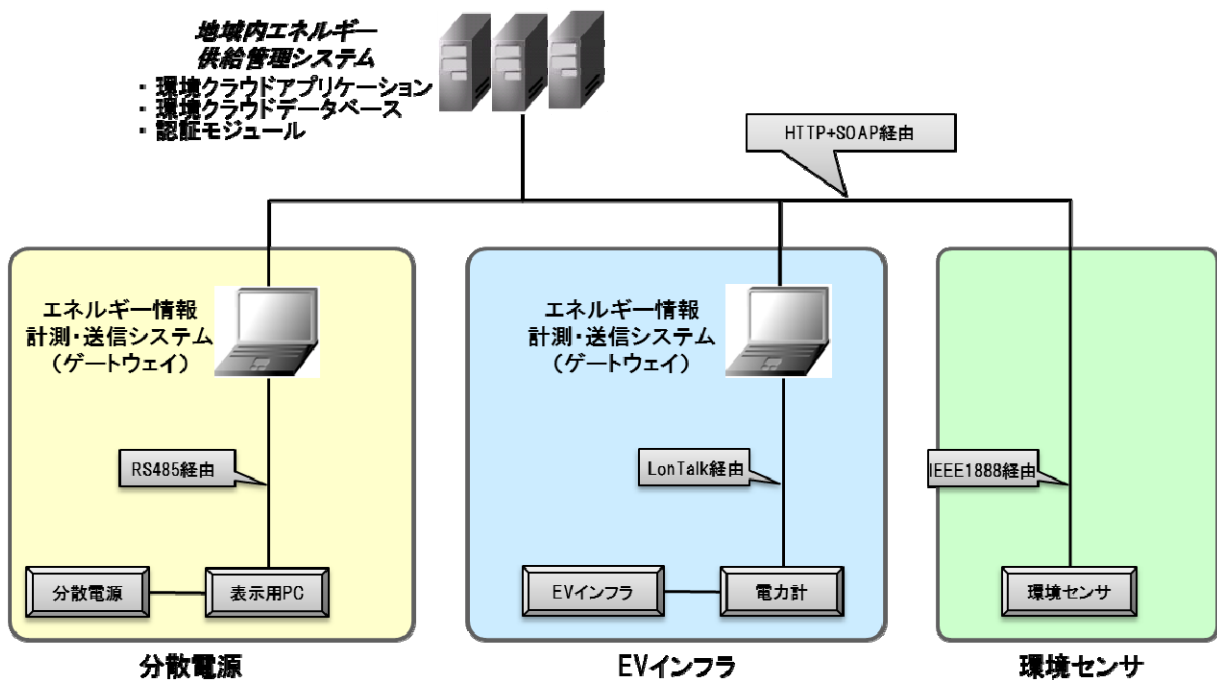 地域内エネルギー
供給管理システム
・環境クラウドアプリケーション
・環境クラウドデータベース
・認証モジュール
HTTP+SOAP経由
エネルギー情報
計測・送信システム
（ゲートウェイ）
RS485経由
分散電源
表示用PC
分散電源
エネルギー情報
計測・送信システム
（ゲートウェイ）
LonTalk経由
EVインフラ
電力計
EVインフラ
IEEE1888経由
環境センサ
環境センサ